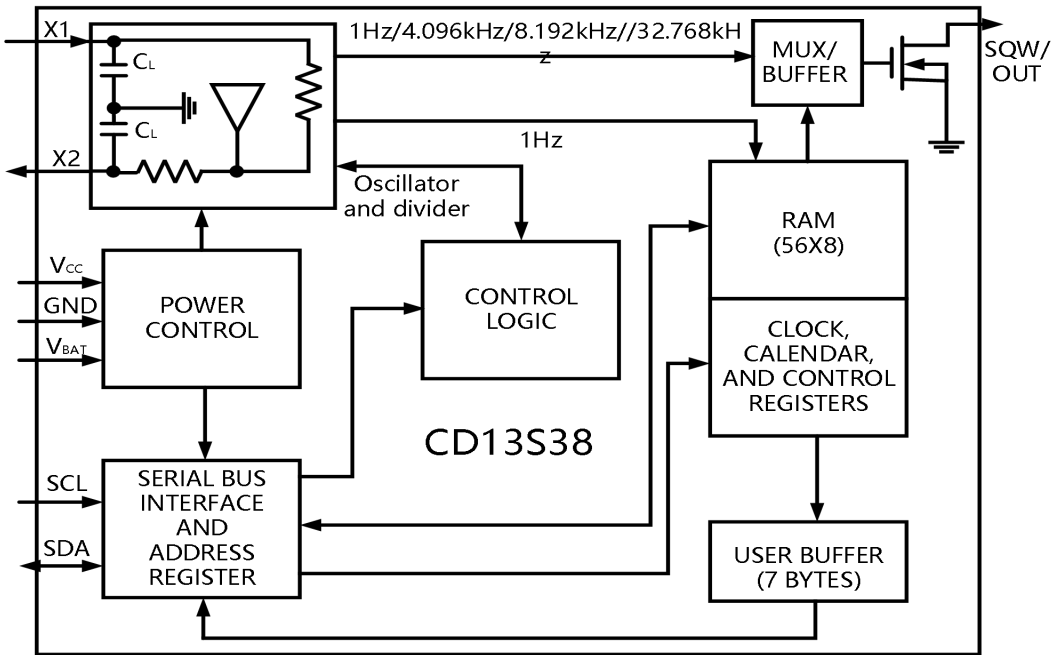 X1
1Hz/4.096kHz/8.192kHz//32.768kH
z
MUX/
BUFFER
SQW/
OUT
CL
CL
X2
1Hz
Oscillator
and divider
RAM
(56X8)
VCC
GND
VBAT
POWER
CONTROL
CONTROL
LOGIC
CLOCK,
CALENDAR,
AND CONTROL
REGISTERS
CD13S38
SCL
SDA
SERIAL BUS
INTERFACE
AND
ADDRESS
REGISTER
USER BUFFER
(7 BYTES)